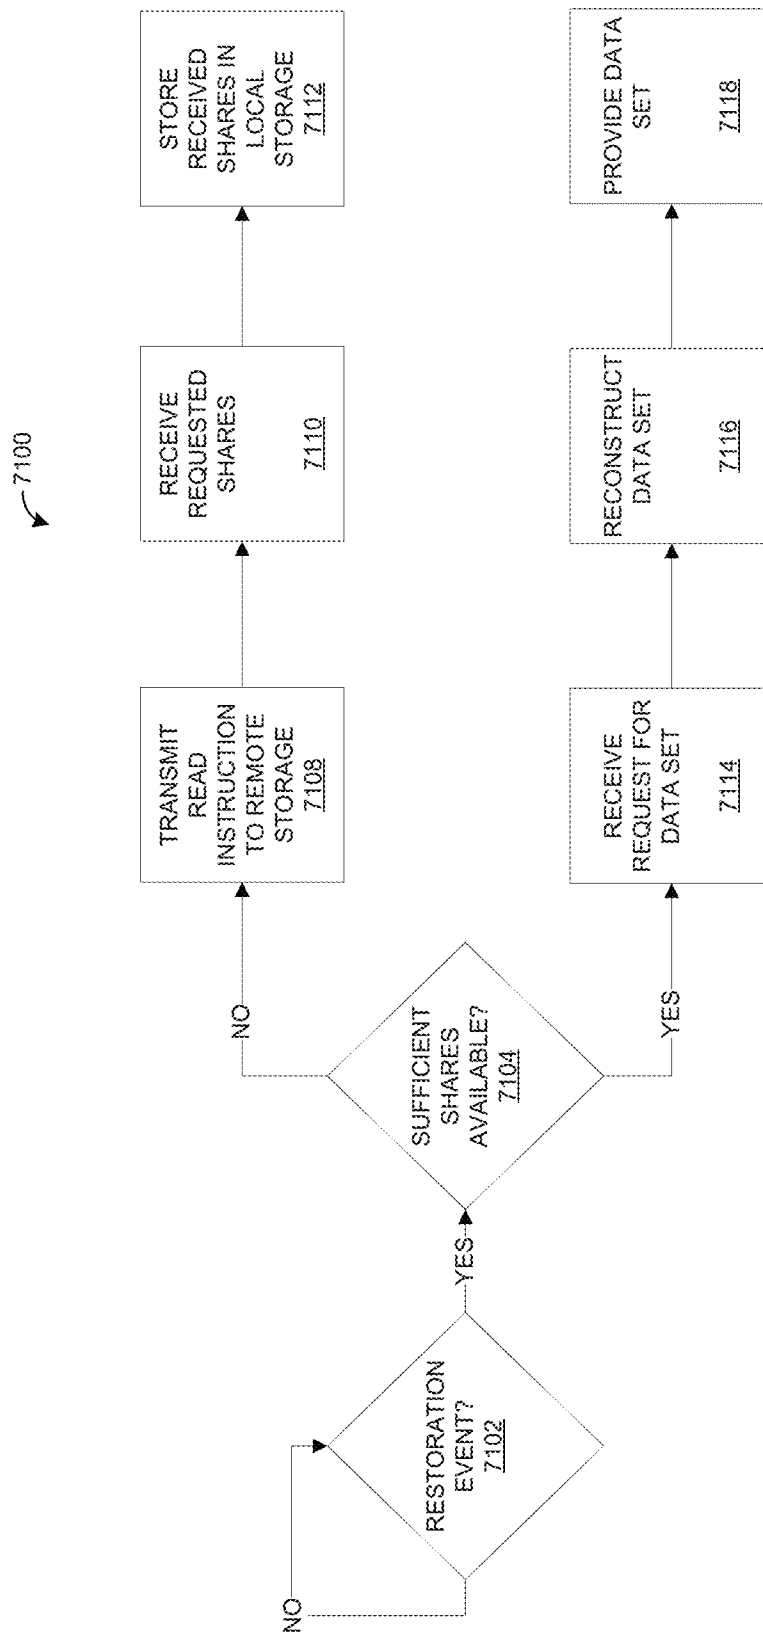 7100
RESTORATION
EVENT?
7102
NO
YES
SUFFICIENT
SHARES
AVAILABLE?
7104
NO
TRANSMIT
READ
INSTRUCTION
TO REMOTE
STORAGE
7108
RECEIVE
REQUESTED
SHARES
7110
STORE
RECEIVED
SHARES IN
LOCAL
STORAGE
7112
YES
RECEIVE
REQUEST FOR
DATA SET
7114
RECONSTRUCT
DATA SET
7116
PROVIDE DATA
SET
7118